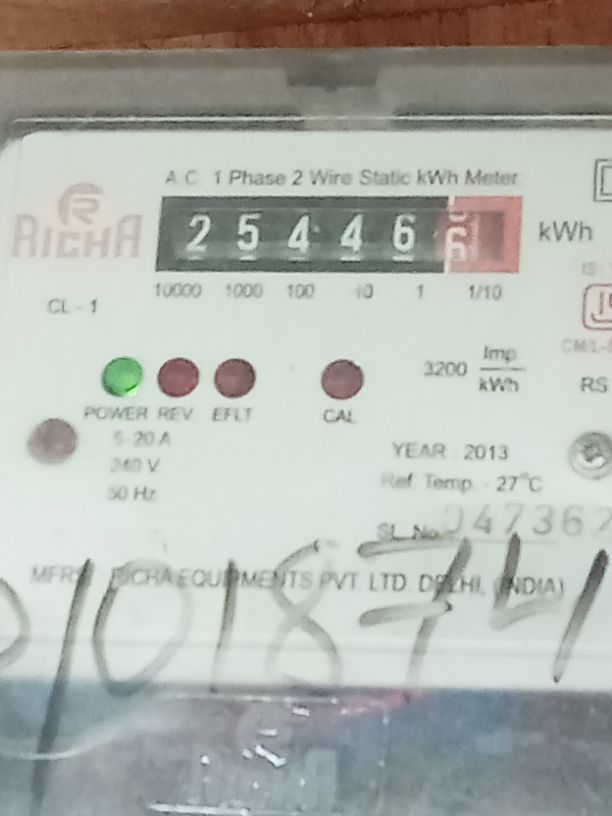 A.C. 1 Phase 2 Wire Static kWh Meter.
RICHA
2 5 4 4 6 6 kWh
10000 1000 100 10 1 1/10
CL - 1
3200 Imp
kWh
POWER REV. EFLT CAL
RS
5-20 A
240 V
50 Hz
YEAR : 2013
Ref. Temp. - 27°C
SL. No. 047362
MFRS : RICHA EQUIPMENTS PVT. LTD. DELHI, (INDIA)
101874